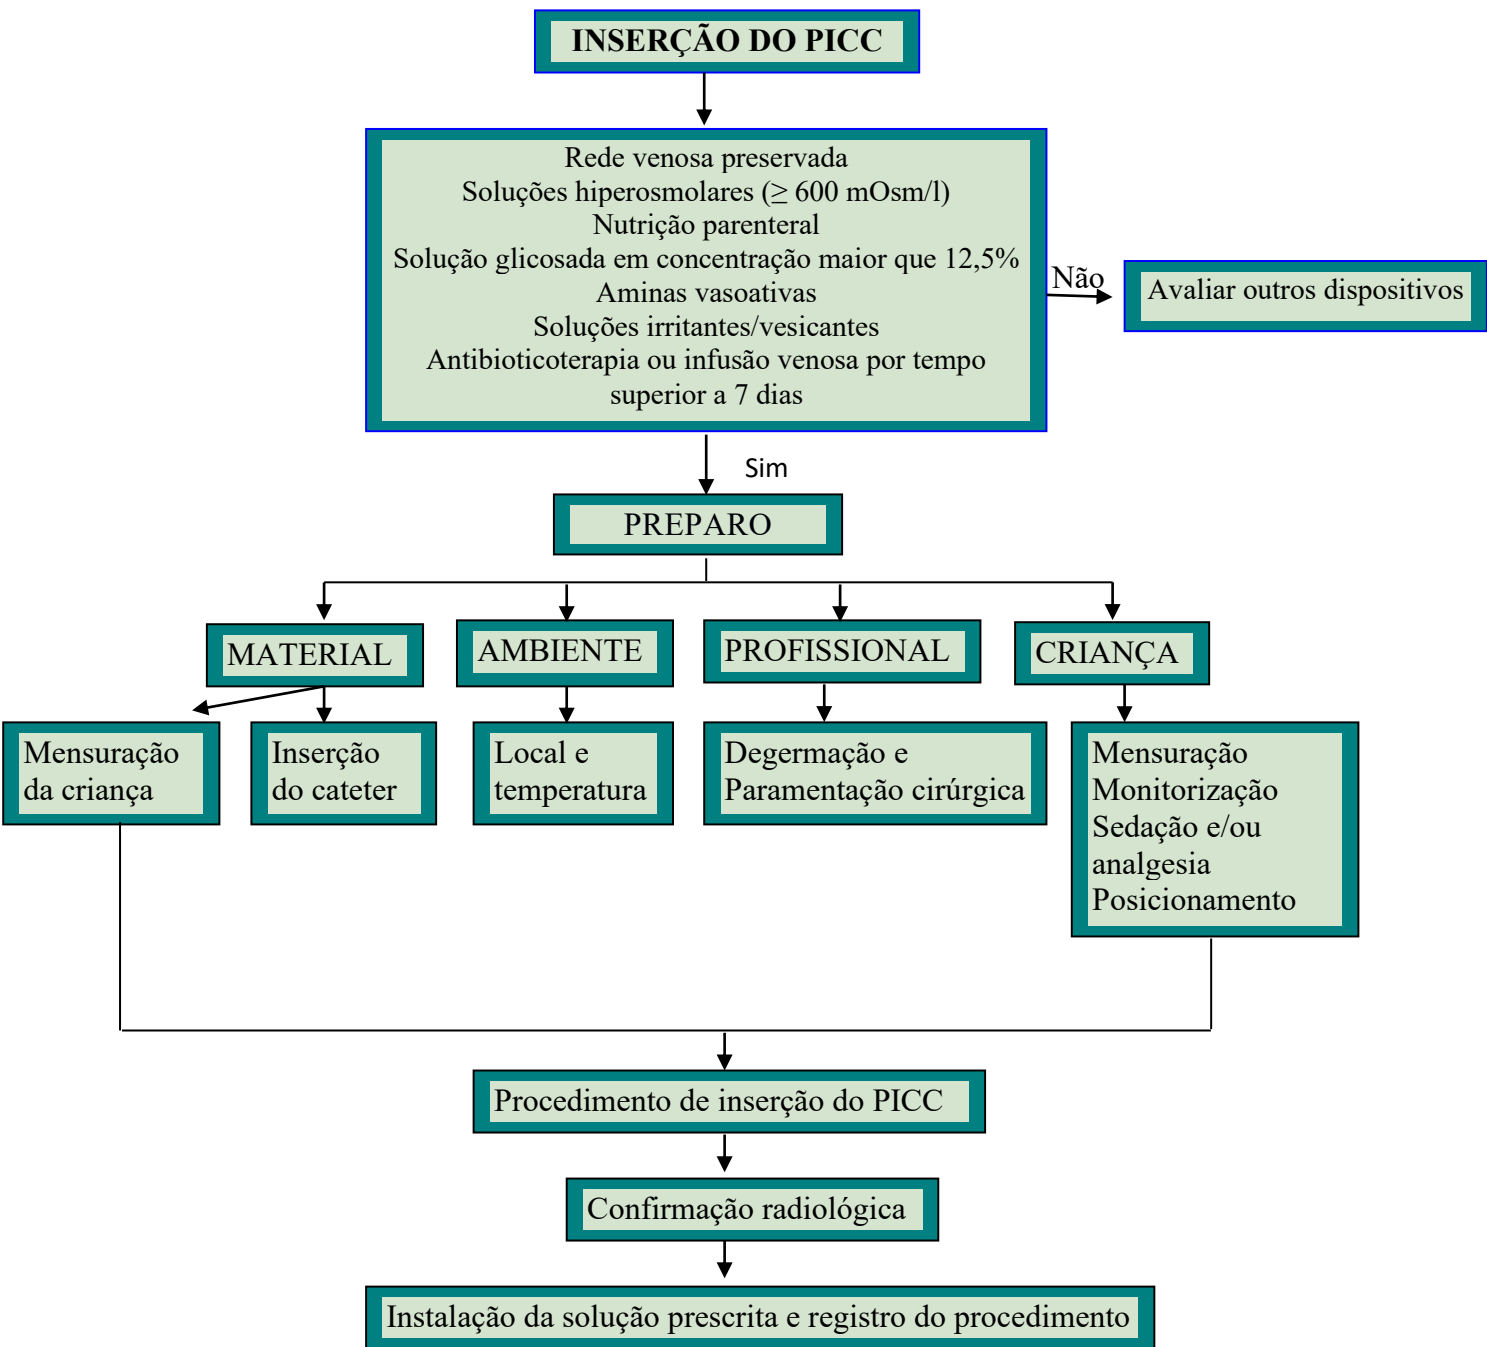 INSERÇÃO DO PICC
Rede venosa preservada
Soluções hiperosmolares (≥ 600 mOsm/l)
Nutrição parenteral
Solução glicosada em concentração maior que 12,5%
Aminas vasoativas
Soluções irritantes/vesicantes
Antibioticoterapia ou infusão venosa por tempo
superior a 7 dias
Não
Avaliar outros dispositivos
Sim
PREPARO
MATERIAL
AMBIENTE
PROFISSIONAL
CRIANÇA
Mensuração
da criança
Inserção
do cateter
Local e
temperatura
Degermação e
Paramentação cirúrgica
Mensuração
Monitorização
Sedação e/ou
analgesia
Posicionamento
Procedimento de inserção do PICC
Confirmação radiológica
Instalação da solução prescrita e registro do procedimento